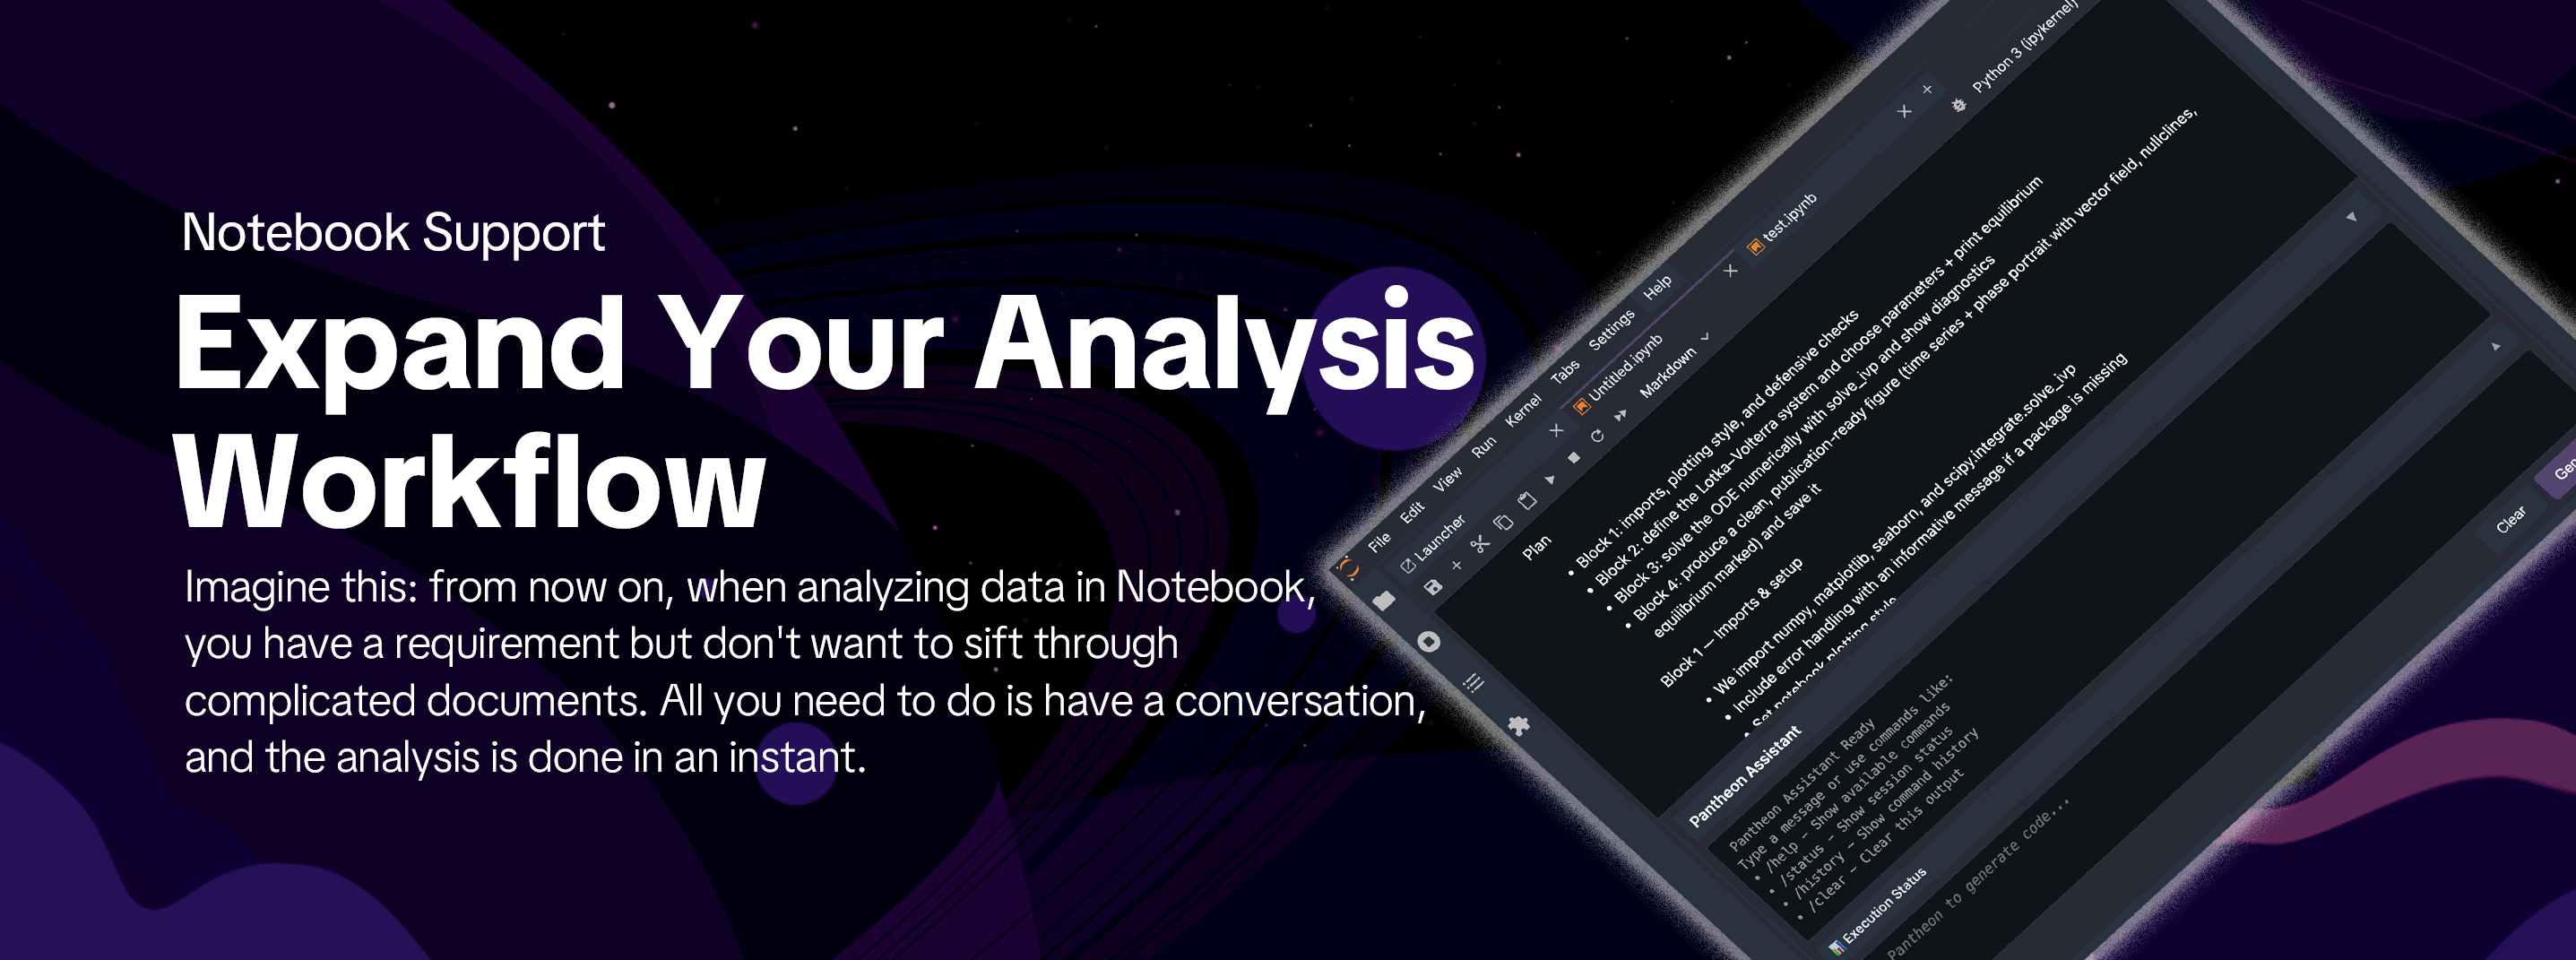 Notebook Support
Expand Your Analysis
Workflow
Imagine this: from now on, when analyzing data in Notebook,
you have a requirement but don't want to sift through
complicated documents. All you need to do is have a conversation,
and the analysis is done in an instant.
File Edit View Run Kernel Tabs Settings Help
Launcher
Untitled.ipynb
test.ipynb
Markdown
Python 3 (ipykernel)
Plan
• Block 1: imports, plotting style, and defensive checks
• Block 2: define the Lotka–Volterra system and choose parameters + print equilibrium
• Block 3: solve the ODE numerically with solve_ivp and show diagnostics
• Block 4: produce a clean, publication-ready figure (time series + phase portrait with vector field, nullclines,
equilibrium marked) and save it
Block 1 — Imports & setup
• We import numpy, matplotlib, seaborn, and scipy.integrate.solve_ivp
• Include error handling with an informative message if a package is missing
• Set notebook plotting style
Pantheon Assistant
Pantheon Assistant Ready
Type a message or use commands like:
• /help - Show available commands
• /status - Show session status
• /history - Show command history
• /clear - Clear this output
Execution Status
Pantheon to generate code...
Clear